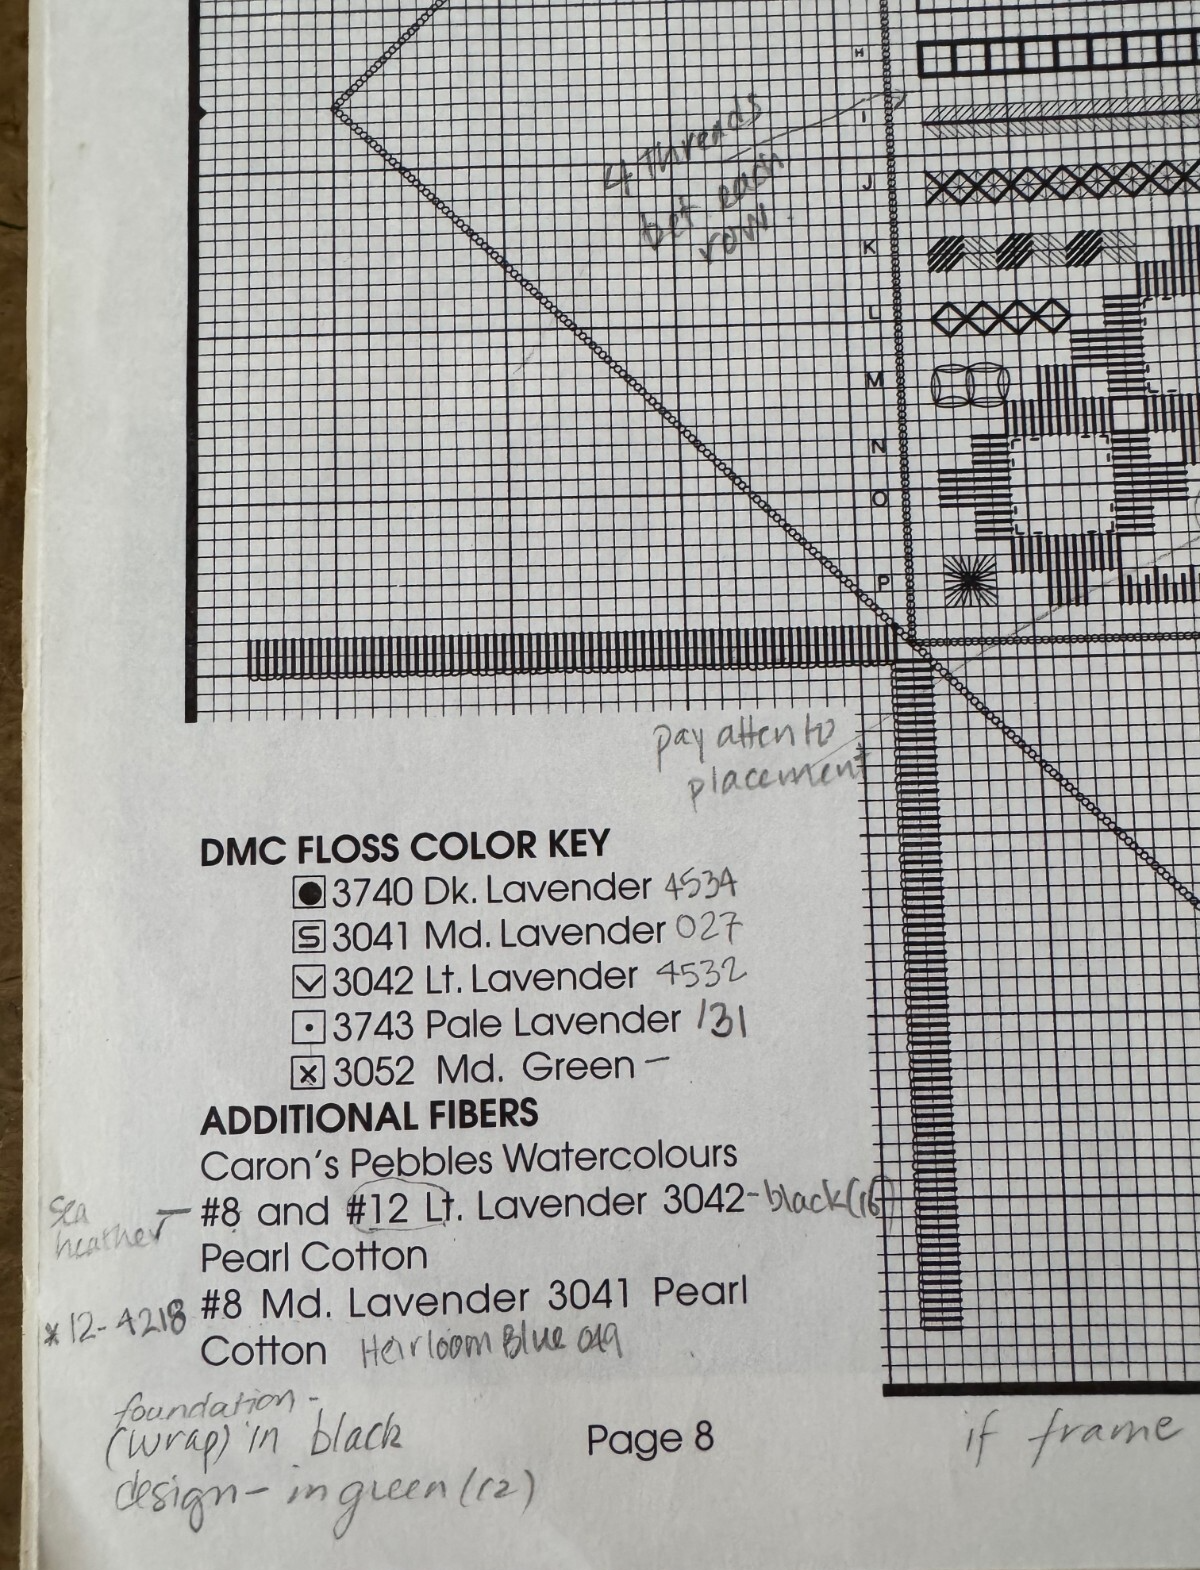 H
I
J
K
L
M
N
O
P
4 threads
bet each
row.
pay atten to
placement
DMC FLOSS COLOR KEY
3740 Dk. Lavender 4534
S 3041 Md. Lavender 027
3042 Lt. Lavender 4532
3743 Pale Lavender 131
x 3052 Md. Green –
ADDITIONAL FIBERS
Caron's Pebbles Watercolours
sea
heather – #8 and #12 Lt. Lavender 3042 - black (16)
Pearl Cotton
* 12 - 4218 #8 Md. Lavender 3041 Pearl
Cotton Heirloom Blue 049
foundation -
(wrap) in black
design - in green (12)
Page 8
if frame